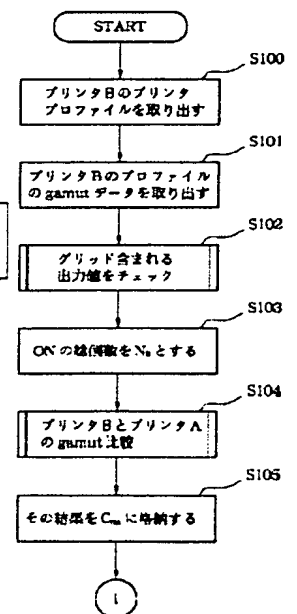 START
S100
プリンタBのプリンタ
プロファイルを取り出す
S101
プリンタBのプロファイル
のgamutデータを取り出す
S102
グリッド含まれる
出力値をチェック
S103
ONの総個数をNBとする
S104
プリンタBとプリンタA
のgamut比較
S105
その結果をCmに格納する
1